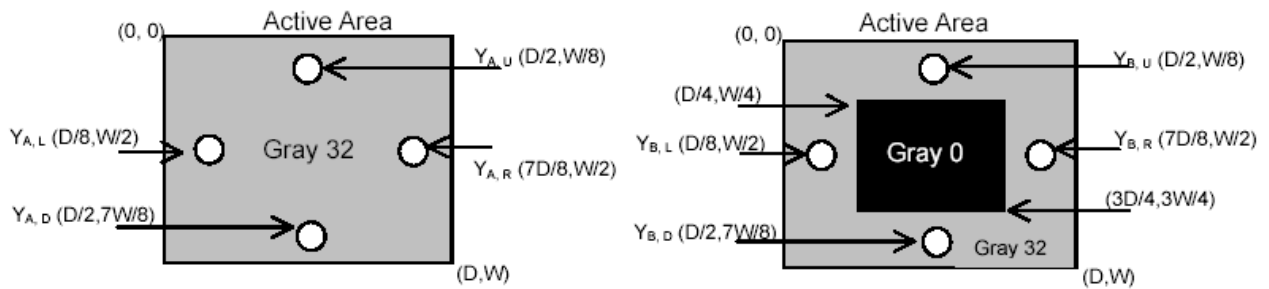 Active Area
(0, 0)
Y_A, U (D/2,W/8)
Y_A, L (D/8,W/2)
Gray 32
Y_A, R (7D/8,W/2)
Y_A, D (D/2,7W/8)
(D,W)
Active Area
(0, 0)
Y_B, U (D/2,W/8)
(D/4,W/4)
Y_B, L (D/8,W/2)
Gray 0
Y_B, R (7D/8,W/2)
(3D/4,3W/4)
Y_B, D (D/2,7W/8)
Gray 32
(D,W)